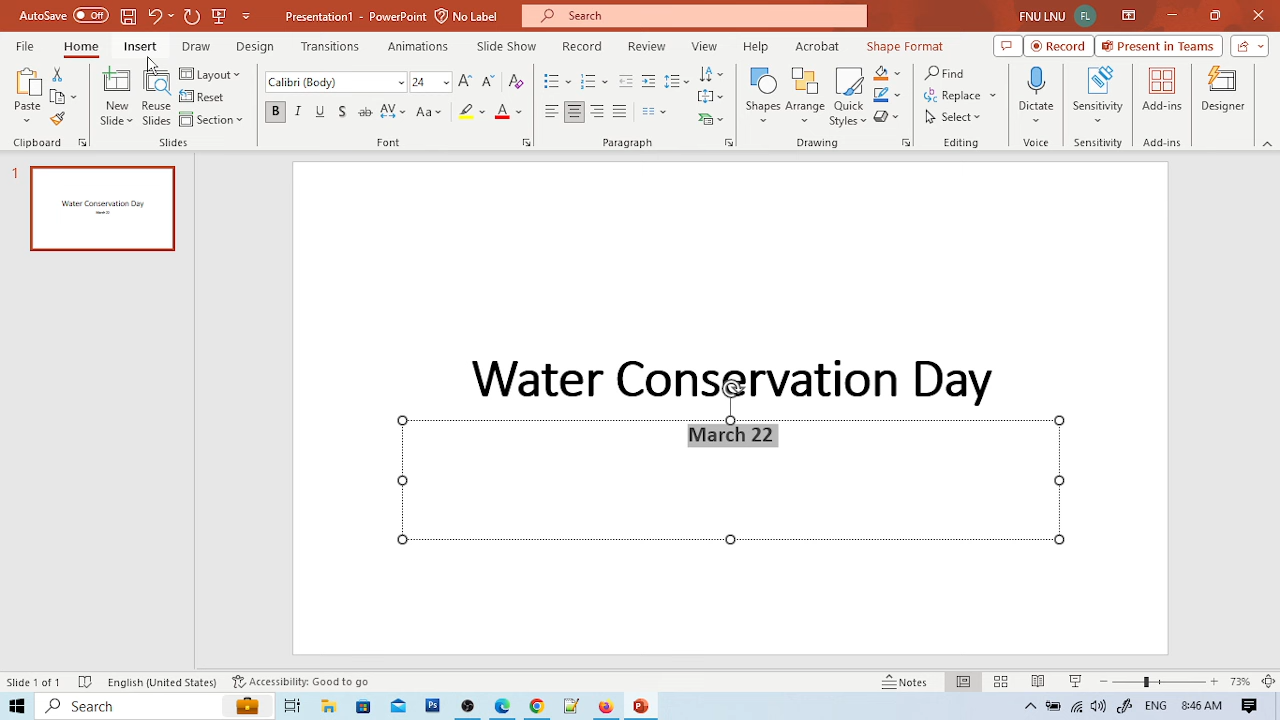 AutoSave Off Presentation1 - PowerPoint No Label Search FNU LNU FL
File Home Insert Draw Design Transitions Animations Slide Show Record Review View Help Acrobat Shape Format Record Present in Teams
Paste New Slide Reuse Slides Layout Reset Section
Calibri (Body) 24
B I U S ab AV Aa A
Shapes Arrange Quick Styles Find Replace Select Dictate Sensitivity Add-ins Designer
Clipboard Slides Font Paragraph Drawing Editing Voice Sensitivity Add-ins
1
Water Conservation Day
March 22
Water Conservation Day
March 22
Slide 1 of 1 English (United States) Accessibility: Good to go Notes 73%
Search ENG 8:46 AM